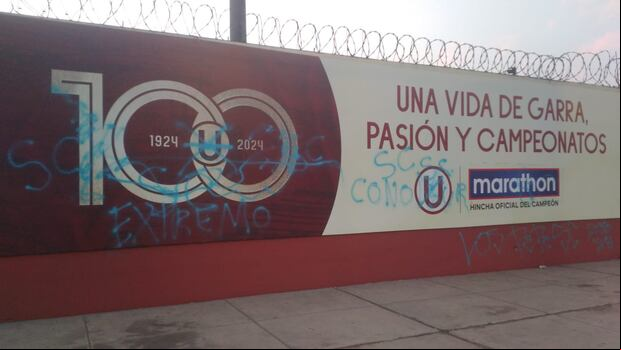 100
1924 U 2024
UNA VIDA DE GARRA,
PASIÓN Y CAMPEONATOS
U marathon
HINCHA OFICIAL DEL CAMPEÓN
EXTREMO